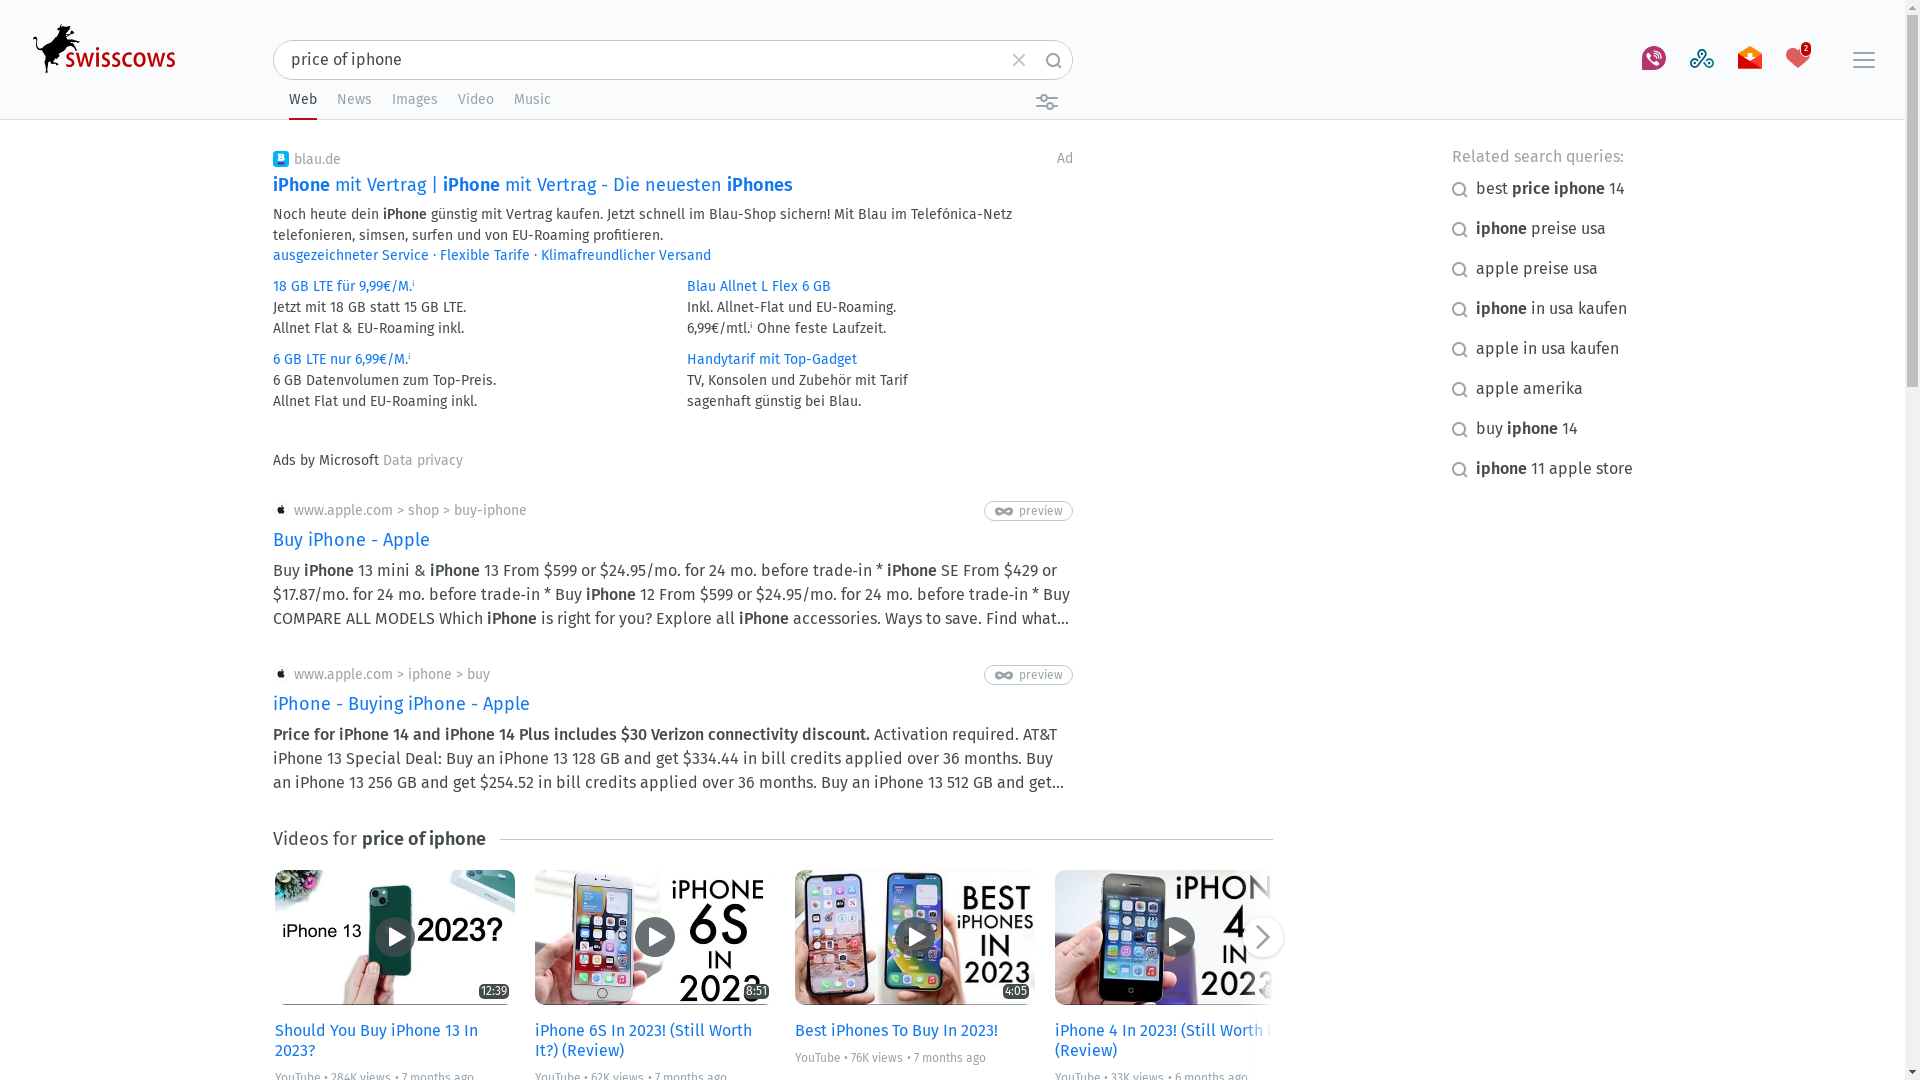 swisscows
price of iphone
2
Web News Images Video Music
blau.de
Ad
iPhone mit Vertrag | iPhone mit Vertrag - Die neuesten iPhones
Noch heute dein iPhone günstig mit Vertrag kaufen. Jetzt schnell im Blau-Shop sichern! Mit Blau im Telefónica-Netz
telefonieren, simsen, surfen und von EU-Roaming profitieren.
ausgezeichneter Service · Flexible Tarife · Klimafreundlicher Versand
18 GB LTE für 9,99€/M.ⁱ
Jetzt mit 18 GB statt 15 GB LTE.
Allnet Flat & EU-Roaming inkl.
Blau Allnet L Flex 6 GB
Inkl. Allnet-Flat und EU-Roaming.
6,99€/mtl.ⁱ Ohne feste Laufzeit.
6 GB LTE nur 6,99€/M.ⁱ
6 GB Datenvolumen zum Top-Preis.
Allnet Flat und EU-Roaming inkl.
Handytarif mit Top-Gadget
TV, Konsolen und Zubehör mit Tarif
sagenhaft günstig bei Blau.
Ads by Microsoft Data privacy
www.apple.com > shop > buy-iphone
preview
Buy iPhone - Apple
Buy iPhone 13 mini & iPhone 13 From $599 or $24.95/mo. for 24 mo. before trade-in * iPhone SE From $429 or
$17.87/mo. for 24 mo. before trade-in * Buy iPhone 12 From $599 or $24.95/mo. for 24 mo. before trade-in * Buy
COMPARE ALL MODELS Which iPhone is right for you? Explore all iPhone accessories. Ways to save. Find what...
www.apple.com > iphone > buy
preview
iPhone - Buying iPhone - Apple
Price for iPhone 14 and iPhone 14 Plus includes $30 Verizon connectivity discount. Activation required. AT&T
iPhone 13 Special Deal: Buy an iPhone 13 128 GB and get $334.44 in bill credits applied over 36 months. Buy
an iPhone 13 256 GB and get $254.52 in bill credits applied over 36 months. Buy an iPhone 13 512 GB and get...
Videos for price of iphone
iPhone 13 2023?
12:39
Should You Buy iPhone 13 In
2023?
YouTube • 284K views • 7 months ago
iPHONE
6S
IN
2023
8:51
iPhone 6S In 2023! (Still Worth
It?) (Review)
YouTube • 62K views • 7 months ago
BEST
iPHONES
IN
2023
4:05
Best iPhones To Buy In 2023!
YouTube • 76K views • 7 months ago
iPHON
4
IN
202
iPhone 4 In 2023! (Still Worth
(Review)
YouTube • 33K views • 6 months ago
Related search queries:
best price iphone 14
iphone preise usa
apple preise usa
iphone in usa kaufen
apple in usa kaufen
apple amerika
buy iphone 14
iphone 11 apple store